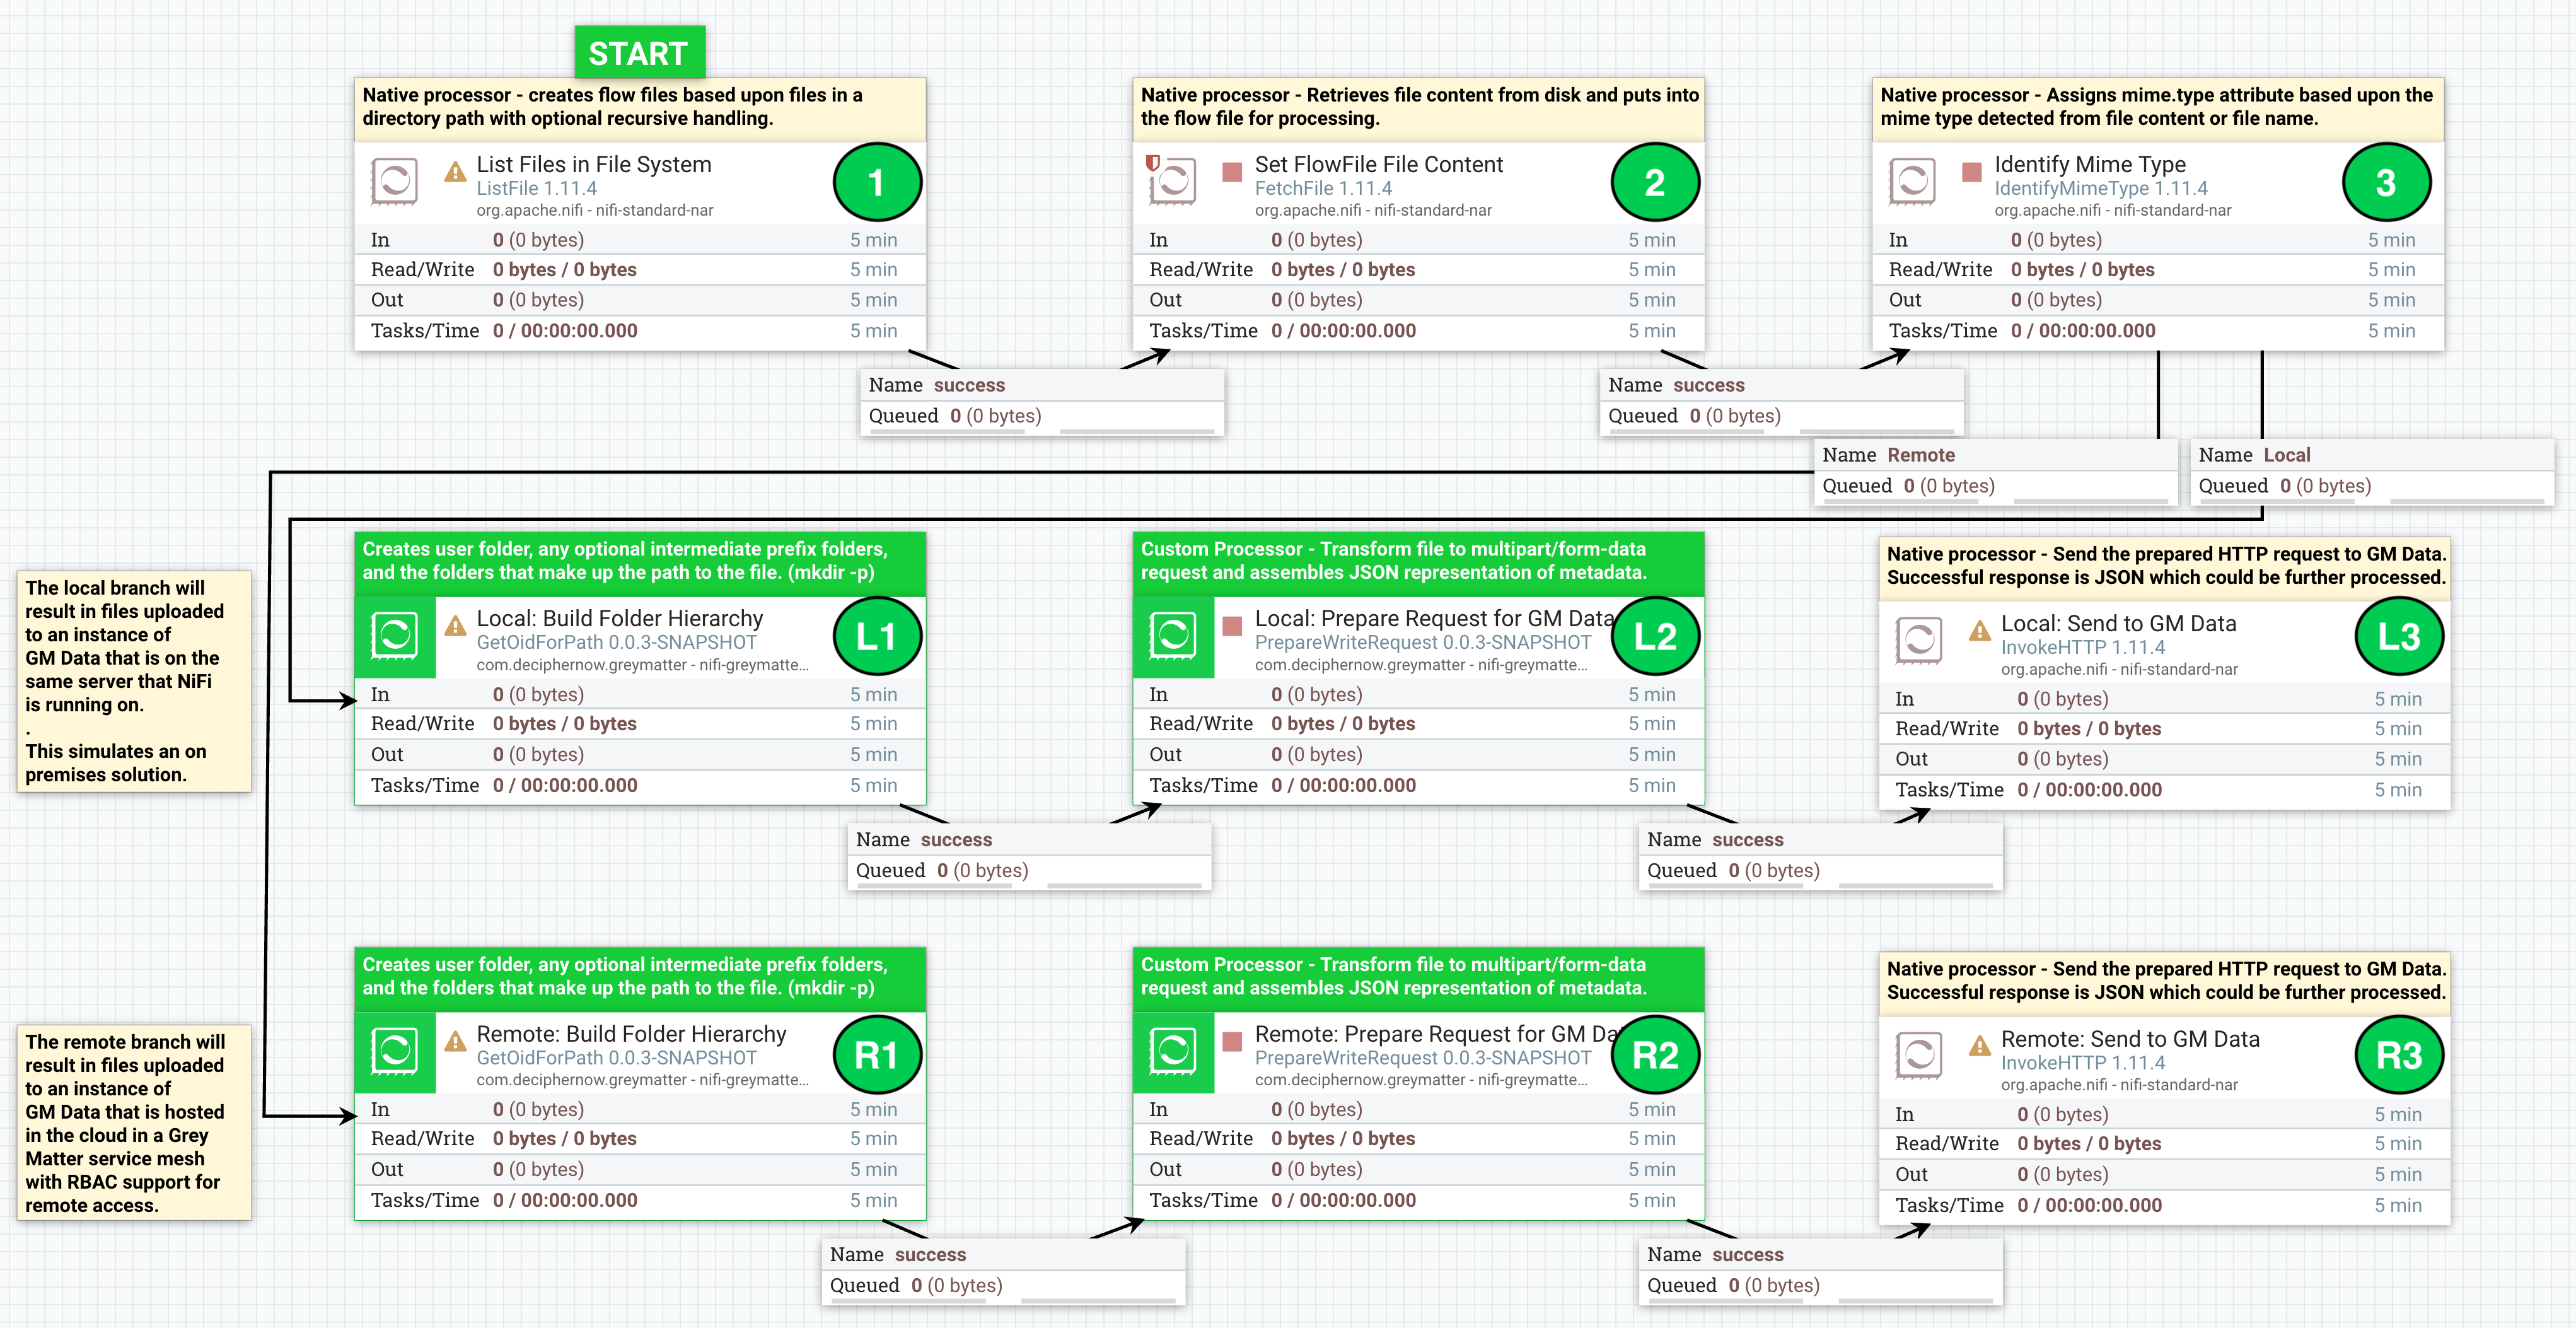 START
Native processor - creates flow files based upon files in a
directory path with optional recursive handling.
List Files in File System
ListFile 1.11.4
org.apache.nifi - nifi-standard-nar
1
In 0 (0 bytes) 5 min
Read/Write 0 bytes / 0 bytes 5 min
Out 0 (0 bytes) 5 min
Tasks/Time 0 / 00:00:00.000 5 min
Name success
Queued 0 (0 bytes)
Native processor - Retrieves file content from disk and puts into
the flow file for processing.
Set FlowFile File Content
FetchFile 1.11.4
org.apache.nifi - nifi-standard-nar
2
In 0 (0 bytes) 5 min
Read/Write 0 bytes / 0 bytes 5 min
Out 0 (0 bytes) 5 min
Tasks/Time 0 / 00:00:00.000 5 min
Name success
Queued 0 (0 bytes)
Native processor - Assigns mime.type attribute based upon the
mime type detected from file content or file name.
Identify Mime Type
IdentifyMimeType 1.11.4
org.apache.nifi - nifi-standard-nar
3
In 0 (0 bytes) 5 min
Read/Write 0 bytes / 0 bytes 5 min
Out 0 (0 bytes) 5 min
Tasks/Time 0 / 00:00:00.000 5 min
Name Remote
Queued 0 (0 bytes)
Name Local
Queued 0 (0 bytes)
The local branch will
result in files uploaded
to an instance of
GM Data that is on the
same server that NiFi
is running on.
.
This simulates an on
premises solution.
Creates user folder, any optional intermediate prefix folders,
and the folders that make up the path to the file. (mkdir -p)
Local: Build Folder Hierarchy
GetOidForPath 0.0.3-SNAPSHOT
com.deciphernow.greymatter - nifi-greymatte...
L1
In 0 (0 bytes) 5 min
Read/Write 0 bytes / 0 bytes 5 min
Out 0 (0 bytes) 5 min
Tasks/Time 0 / 00:00:00.000 5 min
Name success
Queued 0 (0 bytes)
Custom Processor - Transform file to multipart/form-data
request and assembles JSON representation of metadata.
Local: Prepare Request for GM Data
PrepareWriteRequest 0.0.3-SNAPSHOT
com.deciphernow.greymatter - nifi-greymatte...
L2
In 0 (0 bytes) 5 min
Read/Write 0 bytes / 0 bytes 5 min
Out 0 (0 bytes) 5 min
Tasks/Time 0 / 00:00:00.000 5 min
Name success
Queued 0 (0 bytes)
Native processor - Send the prepared HTTP request to GM Data.
Successful response is JSON which could be further processed.
Local: Send to GM Data
InvokeHTTP 1.11.4
org.apache.nifi - nifi-standard-nar
L3
In 0 (0 bytes) 5 min
Read/Write 0 bytes / 0 bytes 5 min
Out 0 (0 bytes) 5 min
Tasks/Time 0 / 00:00:00.000 5 min
The remote branch will
result in files uploaded
to an instance of
GM Data that is hosted
in the cloud in a Grey
Matter service mesh
with RBAC support for
remote access.
Creates user folder, any optional intermediate prefix folders,
and the folders that make up the path to the file. (mkdir -p)
Remote: Build Folder Hierarchy
GetOidForPath 0.0.3-SNAPSHOT
com.deciphernow.greymatter - nifi-greymatte...
R1
In 0 (0 bytes) 5 min
Read/Write 0 bytes / 0 bytes 5 min
Out 0 (0 bytes) 5 min
Tasks/Time 0 / 00:00:00.000 5 min
Name success
Queued 0 (0 bytes)
Custom Processor - Transform file to multipart/form-data
request and assembles JSON representation of metadata.
Remote: Prepare Request for GM Da
PrepareWriteRequest 0.0.3-SNAPSHOT
com.deciphernow.greymatter - nifi-greymatte...
R2
In 0 (0 bytes) 5 min
Read/Write 0 bytes / 0 bytes 5 min
Out 0 (0 bytes) 5 min
Tasks/Time 0 / 00:00:00.000 5 min
Name success
Queued 0 (0 bytes)
Native processor - Send the prepared HTTP request to GM Data.
Successful response is JSON which could be further processed.
Remote: Send to GM Data
InvokeHTTP 1.11.4
org.apache.nifi - nifi-standard-nar
R3
In 0 (0 bytes) 5 min
Read/Write 0 bytes / 0 bytes 5 min
Out 0 (0 bytes) 5 min
Tasks/Time 0 / 00:00:00.000 5 min